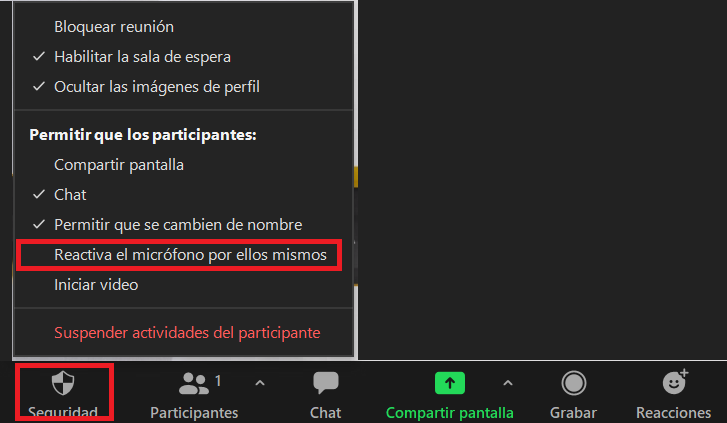 Bloquear reunión
Habilitar la sala de espera
Ocultar las imágenes de perfil
Permitir que los participantes:
Compartir pantalla
Chat
Permitir que se cambien de nombre
Reactiva el micrófono por ellos mismos
Iniciar video
Suspender actividades del participante
1
Seguridad
Participantes
Chat
Compartir pantalla
Grabar
Reacciones